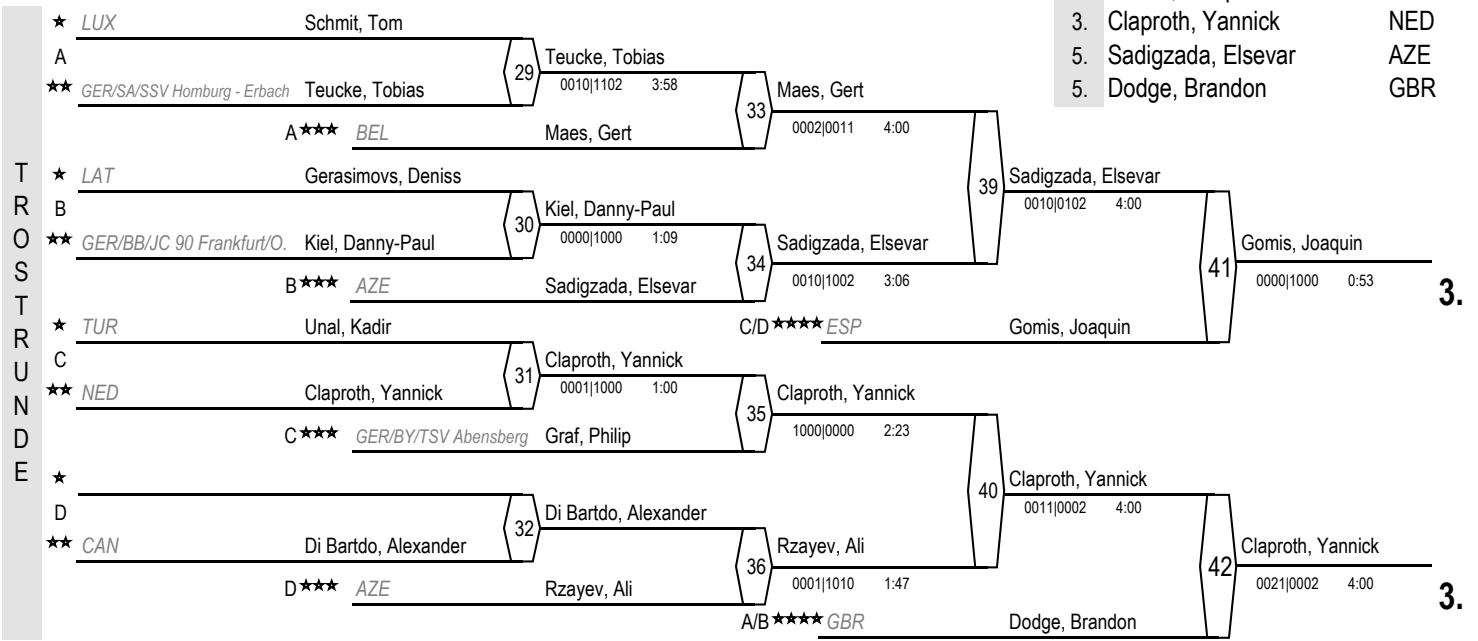 3. Claproth, Yannick NED
5. Sadigzada, Elsevar AZE
5. Dodge, Brandon GBR
TROSTRUNDE
LUX Schmit, Tom
A
29 Teucke, Tobias
0010|1102 3:58
GER/SA/SSV Homburg - Erbach Teucke, Tobias
33 Maes, Gert
0002|0011 4:00
A BEL Maes, Gert
LAT Gerasimovs, Deniss
B
30 Kiel, Danny-Paul
0000|1000 1:09
GER/BB/JC 90 Frankfurt/O. Kiel, Danny-Paul
34 Sadigzada, Elsevar
0010|1002 3:06
B AZE Sadigzada, Elsevar
39 Sadigzada, Elsevar
0010|0102 4:00
41 Gomis, Joaquin
0000|1000 0:53
3.
C/D ESP Gomis, Joaquin
TUR Unal, Kadir
C
31 Claproth, Yannick
0001|1000 1:00
NED Claproth, Yannick
35 Claproth, Yannick
1000|0000 2:23
C GER/BY/TSV Abensberg Graf, Philip
D
32 Di Bartdo, Alexander
CAN Di Bartdo, Alexander
36 Rzayev, Ali
0001|1010 1:47
D AZE Rzayev, Ali
40 Claproth, Yannick
0011|0002 4:00
42 Claproth, Yannick
0021|0002 4:00
3.
A/B GBR Dodge, Brandon